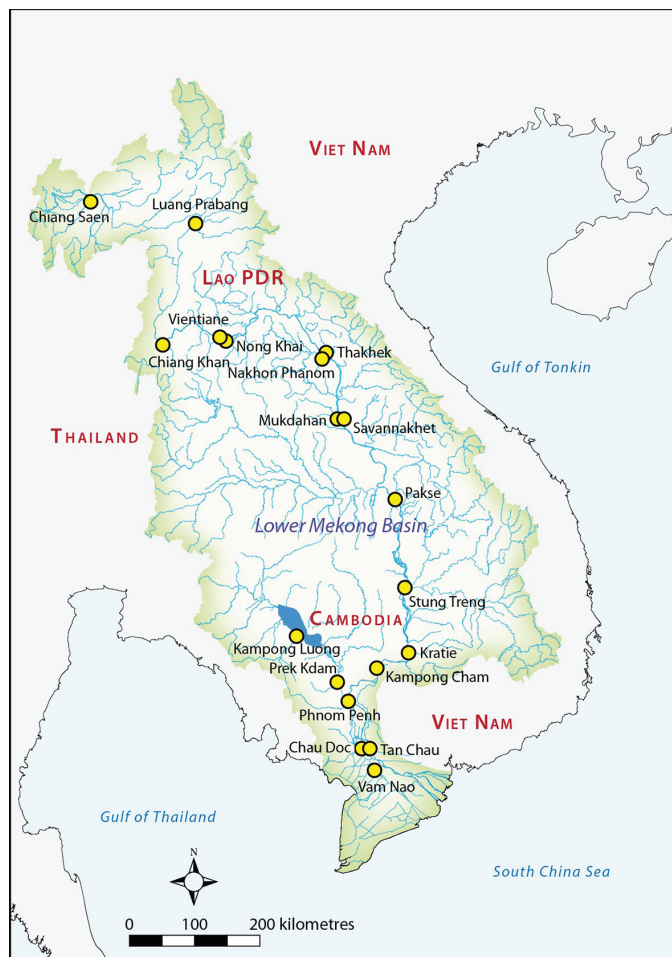 VIET NAM
Chiang Saen
Luang Prabang
LAO PDR
Vientiane
Nong Khai
Thakhek
Chiang Khan
Nakhon Phanom
Gulf of Tonkin
Mukdahan
Savannakhet
THAILAND
Pakse
Lower Mekong Basin
Stung Treng
CAMBODIA
Kampong Luong
Kratie
Prek Kdam
Kampong Cham
Phnom Penh
VIET NAM
Chau Doc
Tan Chau
Vam Nao
Gulf of Thailand
South China Sea
N
0 100 200 kilometres